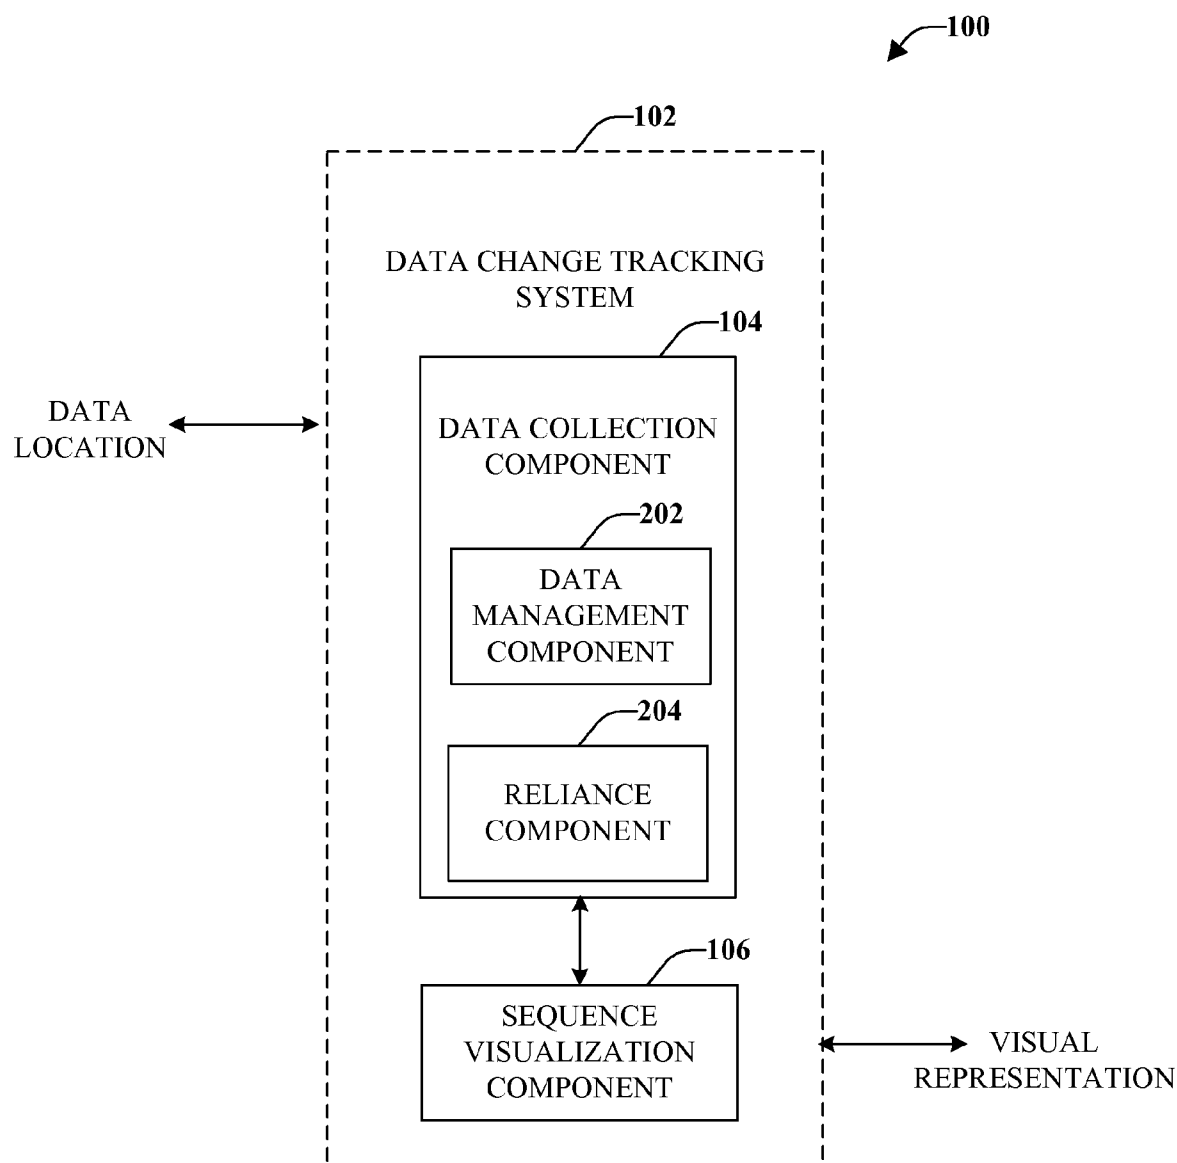 100
102
DATA CHANGE TRACKING
SYSTEM
104
DATA
LOCATION
DATA COLLECTION
COMPONENT
202
DATA
MANAGEMENT
COMPONENT
204
RELIANCE
COMPONENT
106
SEQUENCE
VISUALIZATION
COMPONENT
VISUAL
REPRESENTATION